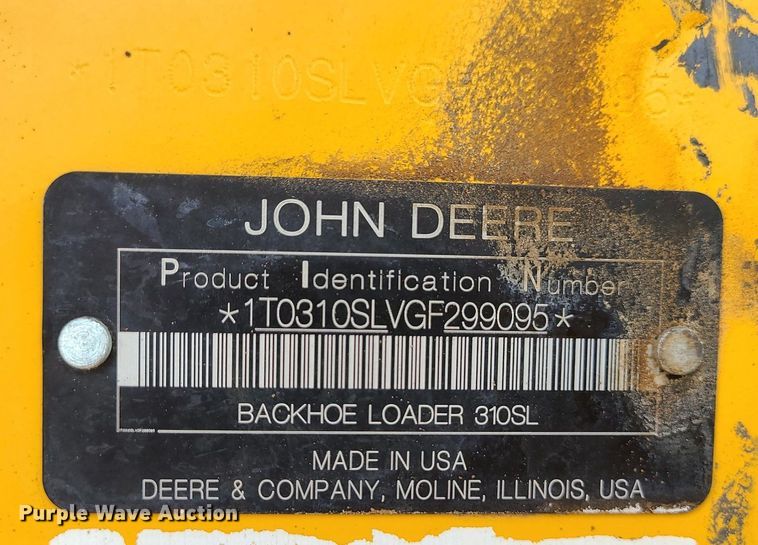 *1T0310SLVG
JOHN DEERE
Product Identification Number
*1T0310SLVGF299095*
BACKHOE LOADER 310SL
MADE IN USA
DEERE & COMPANY, MOLINE, ILLINOIS, USA
Purple Wave Auction